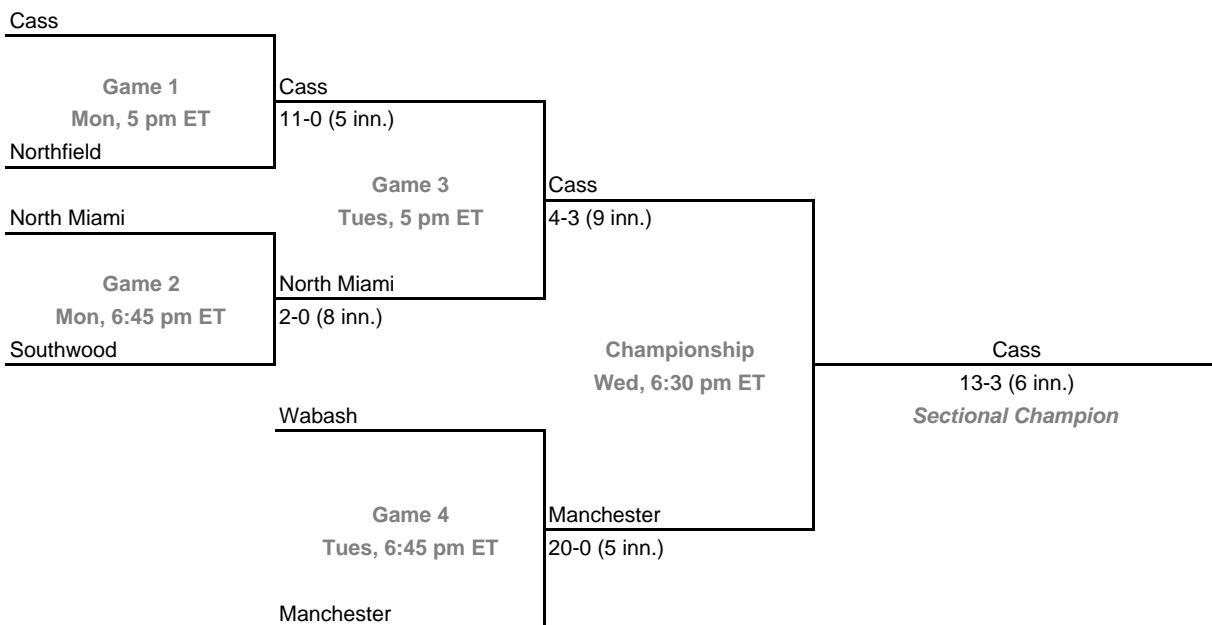 Cass
Game 1
Mon, 5 pm ET
Northfield
Cass
11-0 (5 inn.)
North Miami
Game 2
Mon, 6:45 pm ET
Southwood
North Miami
2-0 (8 inn.)
Game 3
Tues, 5 pm ET
Cass
4-3 (9 inn.)
Wabash
Game 4
Tues, 6:45 pm ET
Manchester
Manchester
20-0 (5 inn.)
Championship
Wed, 6:30 pm ET
Cass
13-3 (6 inn.)
Sectional Champion